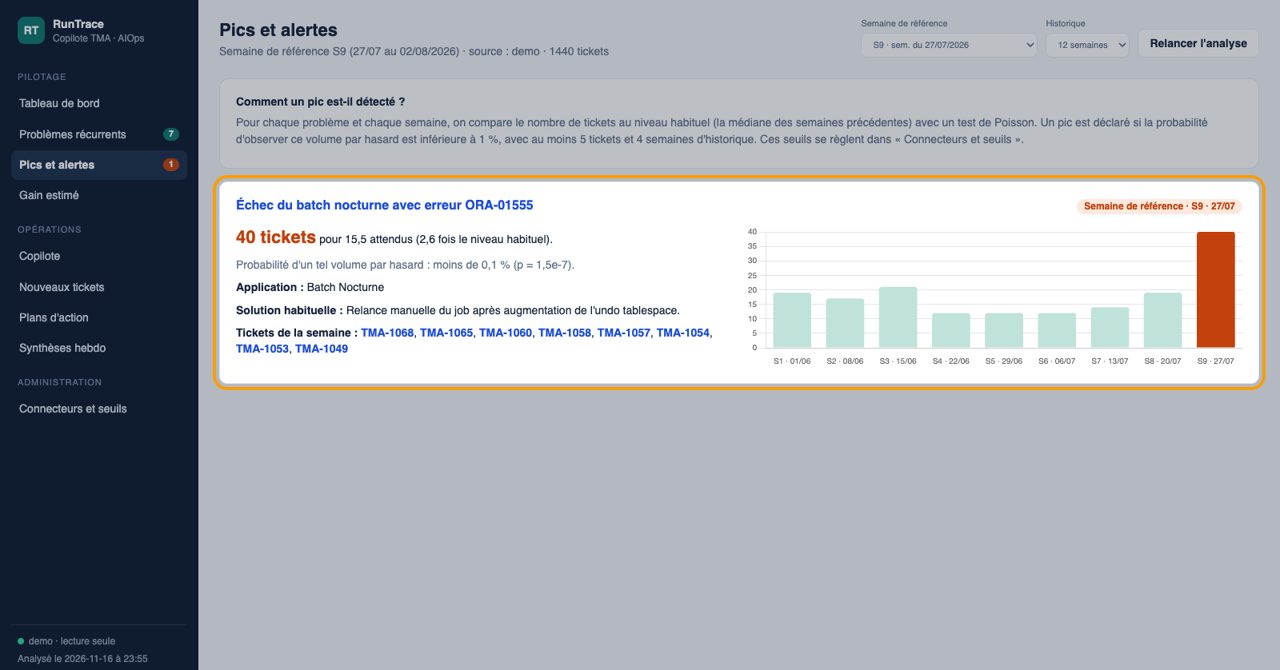 RT
RunTrace
Copilote TMA · AIOps
PILOTAGE
Tableau de bord
Problèmes récurrents 7
Pics et alertes 1
Gain estimé
OPÉRATIONS
Copilote
Nouveaux tickets
Plans d'action
Synthèses hebdo
ADMINISTRATION
Connecteurs et seuils
demo · lecture seule
Analysé le 2026-11-16 à 23:55
Pics et alertes
Semaine de référence S9 (27/07 au 02/08/2026) · source : demo · 1440 tickets
Semaine de référence
S9 · sem. du 27/07/2026
Historique
12 semaines
Relancer l'analyse
Comment un pic est-il détecté ?
Pour chaque problème et chaque semaine, on compare le nombre de tickets au niveau habituel (la médiane des semaines précédentes) avec un test de Poisson. Un pic est déclaré si la probabilité
d'observer ce volume par hasard est inférieure à 1 %, avec au moins 5 tickets et 4 semaines d'historique. Ces seuils se règlent dans « Connecteurs et seuils ».
Échec du batch nocturne avec erreur ORA-01555
Semaine de référence · S9 · 27/07
40 tickets pour 15,5 attendus (2,6 fois le niveau habituel).
Probabilité d'un tel volume par hasard : moins de 0,1 % (p = 1,5e-7).
Application : Batch Nocturne
Solution habituelle : Relance manuelle du job après augmentation de l'undo tablespace.
Tickets de la semaine : TMA-1068, TMA-1065, TMA-1060, TMA-1058, TMA-1057, TMA-1054,
TMA-1053, TMA-1049
40
35
30
25
20
15
10
5
0
S1 · 01/06 S2 · 08/06 S3 · 15/06 S4 · 22/06 S5 · 29/06 S6 · 06/07 S7 · 13/07 S8 · 20/07 S9 · 27/07